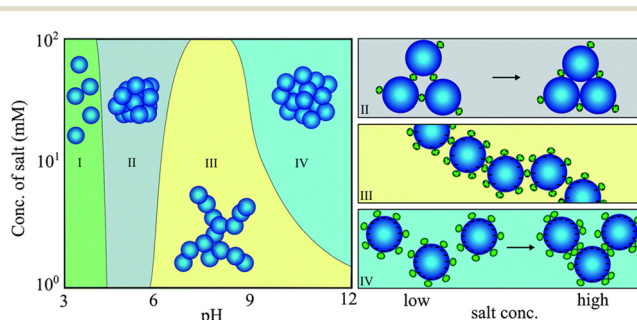 Conc. of salt (mM)
10²
10¹
10⁰
I
II
III
IV
3
6
9
12
pH
II
III
IV
low
high
salt conc.